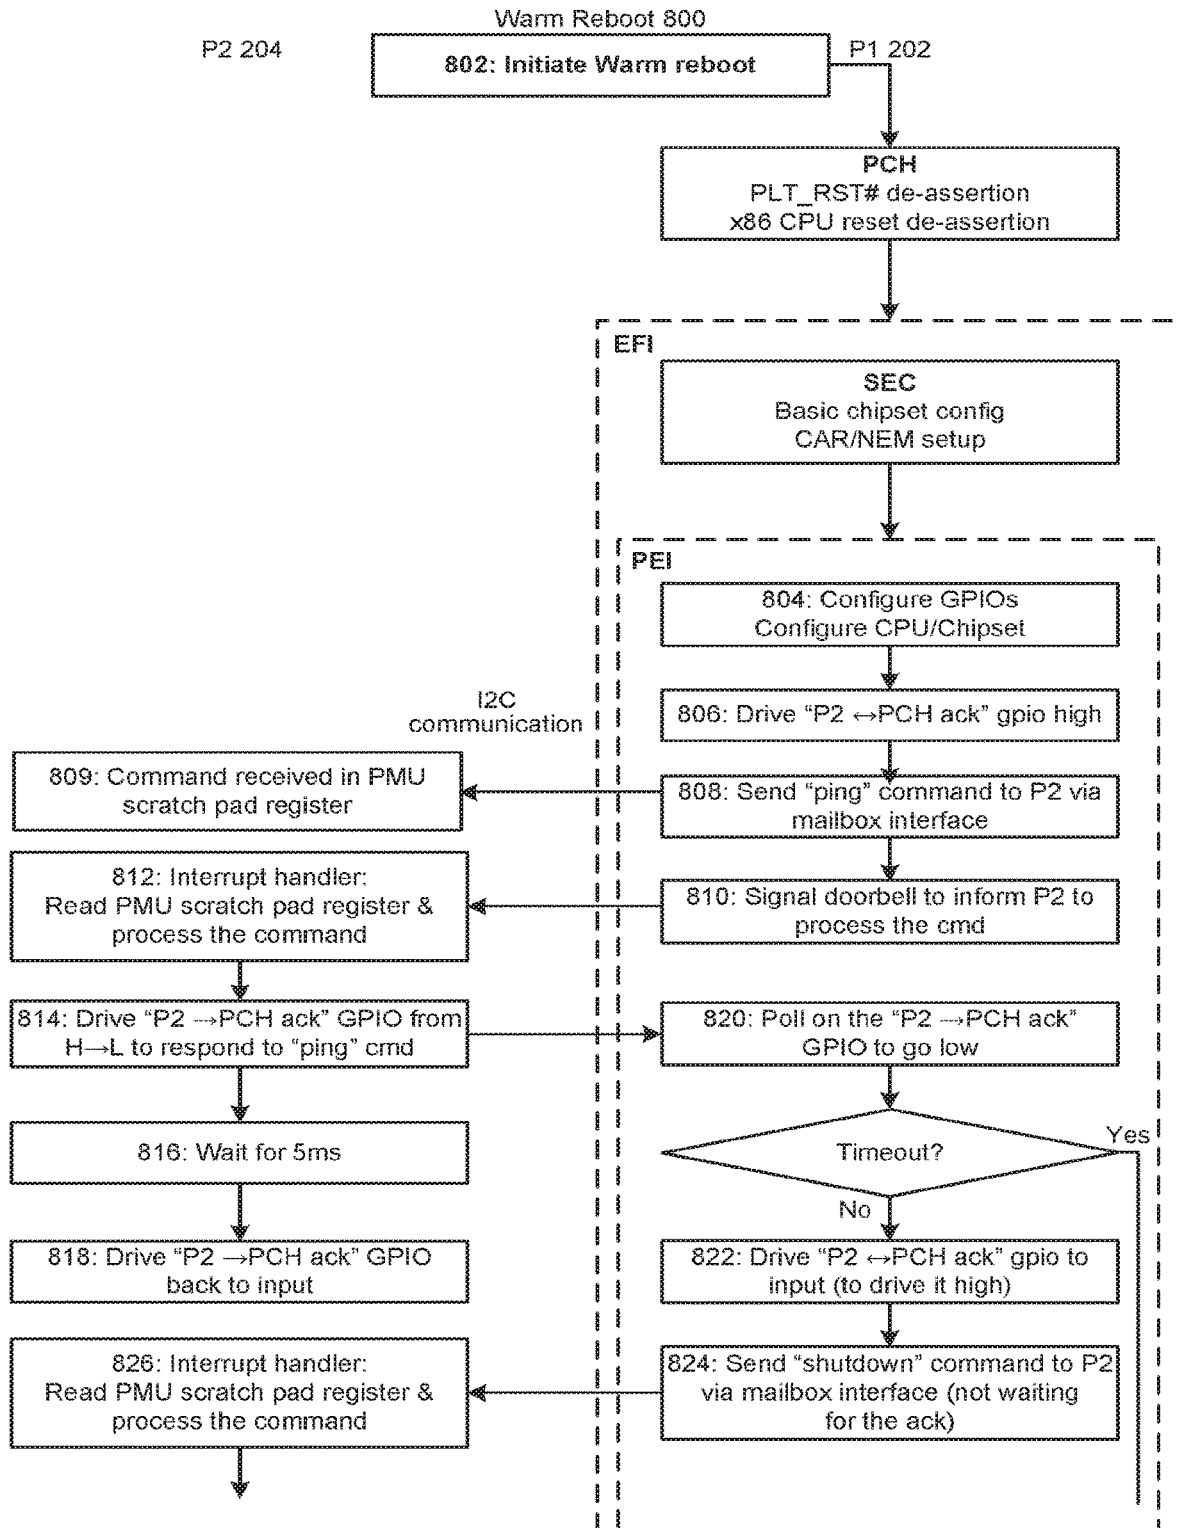 Warm Reboot 800
P2 204
802: Initiate Warm reboot
P1 202
PCH
PLT_RST# de-assertion
x86 CPU reset de-assertion
EFI
SEC
Basic chipset config
CAR/NEM setup
PEI
804: Configure GPIOs
Configure CPU/Chipset
I2C
communication
806: Drive “P2 ↔PCH ack” gpio high
809: Command received in PMU
scratch pad register
808: Send “ping” command to P2 via
mailbox interface
812: Interrupt handler:
Read PMU scratch pad register &
process the command
810: Signal doorbell to inform P2 to
process the cmd
814: Drive “P2 →PCH ack” GPIO from
H→L to respond to “ping” cmd
820: Poll on the “P2 →PCH ack”
GPIO to go low
816: Wait for 5ms
Timeout?
Yes
No
818: Drive “P2 →PCH ack” GPIO
back to input
822: Drive “P2 ↔PCH ack” gpio to
input (to drive it high)
826: Interrupt handler:
Read PMU scratch pad register &
process the command
824: Send “shutdown” command to P2
via mailbox interface (not waiting
for the ack)